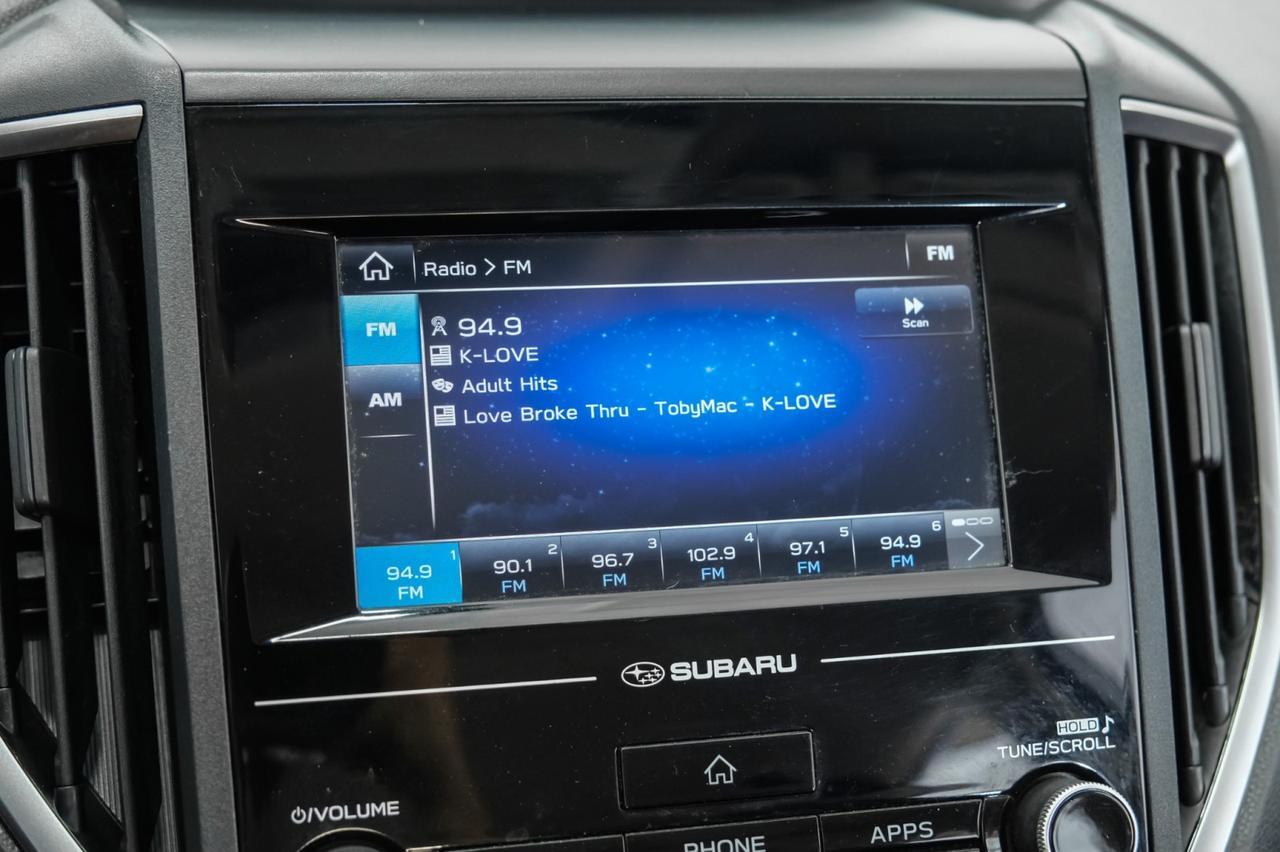 Radio > FM
FM
FM
94.9
Scan
K-LOVE
AM
Adult Hits
Love Broke Thru - TobyMac - K-LOVE
1
94.9
FM
2
90.1
FM
3
96.7
FM
4
102.9
FM
5
97.1
FM
6
94.9
FM
SUBARU
HOLD
TUNE/SCROLL
/VOLUME
PHONE
APPS